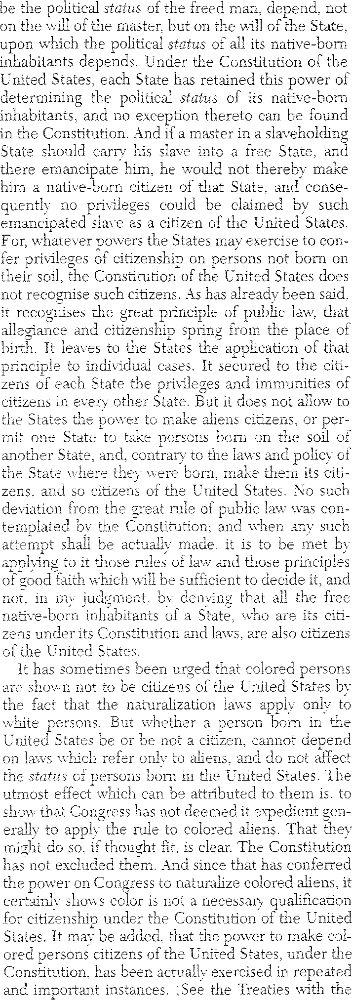 be the political status of the freed man, depend, not
on the will of the master, but on the will of the State,
upon which the political status of all its native-born
inhabitants depends. Under the Constitution of the
United States, each State has retained this power of
determining the political status of its native-born
inhabitants, and no exception thereto can be found
in the Constitution. And if a master in a slaveholding
State should carry his slave into a free State, and
there emancipate him, he would not thereby make
him a native-born citizen of that State, and conse-
quently no privileges could be claimed by such
emancipated slave as a citizen of the United States.
For, whatever powers the States may exercise to con-
fer privileges of citizenship on persons not born on
their soil, the Constitution of the United States does
not recognise such citizens. As has already been said,
it recognises the great principle of public law, that
allegiance and citizenship spring from the place of
birth. It leaves to the States the application of that
principle to individual cases. It secured to the citi-
zens of each State the privileges and immunities of
citizens in every other State. But it does not allow to
the States the power to make aliens citizens, or per-
mit one State to take persons born on the soil of
another State, and, contrary to the laws and policy of
the State where they were born, make them its citi-
zens, and so citizens of the United States. No such
deviation from the great rule of public law was con-
templated by the Constitution; and when any such
attempt shall be actually made, it is to be met by
applying to it those rules of law and those principles
of good faith which will be sufficient to decide it, and
not, in my judgment, by denying that all the free
native-born inhabitants of a State, who are its citi-
zens under its Constitution and laws, are also citizens
of the United States.
It has sometimes been urged that colored persons
are shown not to be citizens of the United States by
the fact that the naturalization laws apply only to
white persons. But whether a person born in the
United States be or be not a citizen, cannot depend
on laws which refer only to aliens, and do not affect
the status of persons born in the United States. The
utmost effect which can be attributed to them is, to
show that Congress has not deemed it expedient gen-
erally to apply the rule to colored aliens. That they
might do so, if thought fit, is clear. The Constitution
has not excluded them. And since that has conferred
the power on Congress to naturalize colored aliens, it
certainly shows color is not a necessary qualification
for citizenship under the Constitution of the United
States. It may be added, that the power to make col-
ored persons citizens of the United States, under the
Constitution, has been actually exercised in repeated
and important instances. (See the Treaties with the